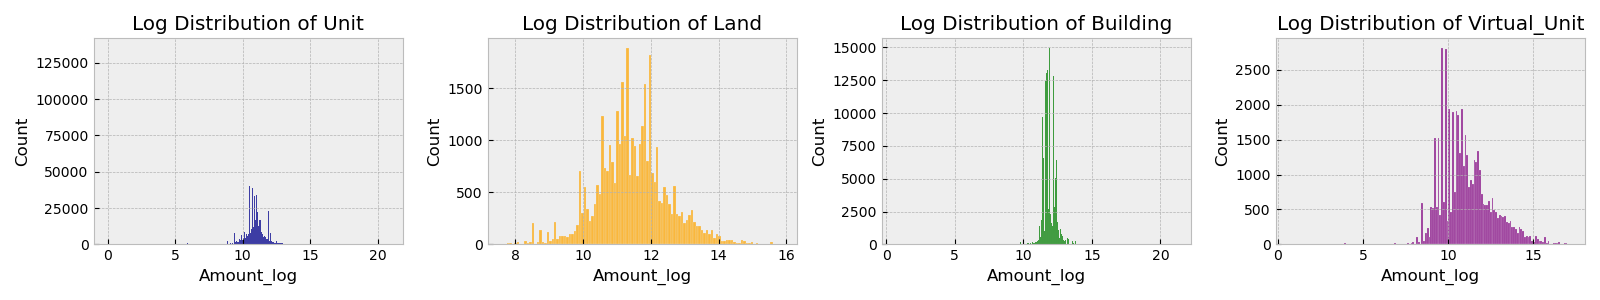 Log Distribution of Unit
125000
100000
75000
50000
25000
0
Count
0 5 10 15 20
Amount_log
Log Distribution of Land
1500
1000
500
0
Count
8 10 12 14 16
Amount_log
Log Distribution of Building
15000
12500
10000
7500
5000
2500
0
Count
0 5 10 15 20
Amount_log
Log Distribution of Virtual_Unit
2500
2000
1500
1000
500
0
Count
0 5 10 15
Amount_log